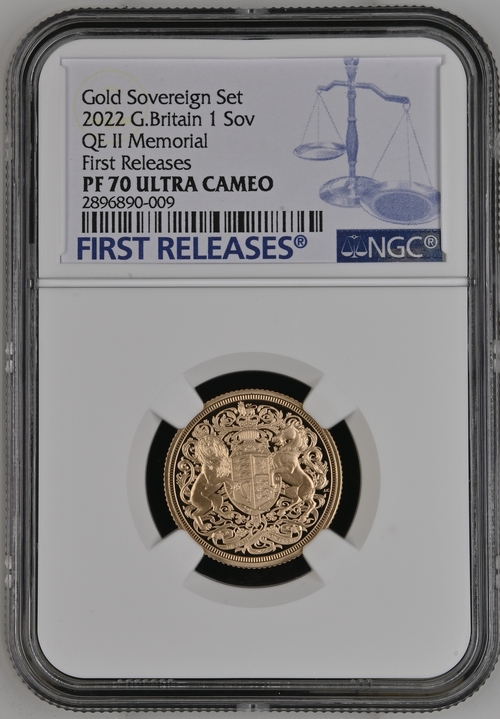 Gold Sovereign Set
2022 G.Britain 1 Sov
QE II Memorial
First Releases
PF 70 ULTRA CAMEO
2896890-009
FIRST RELEASES®
NGC®